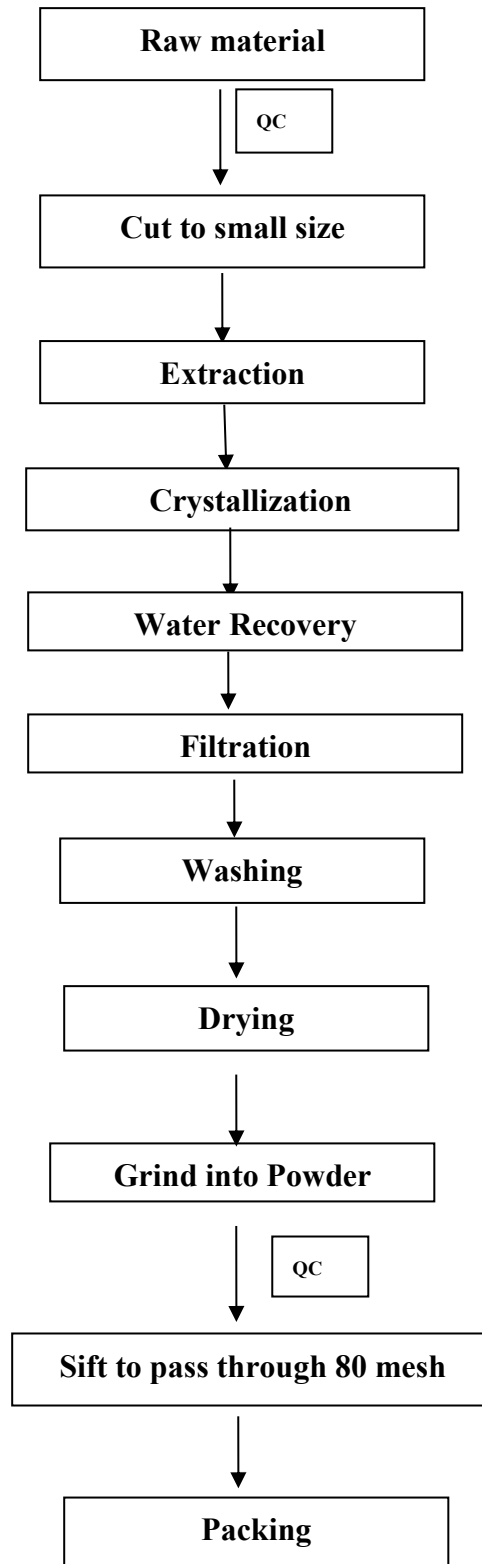 Raw material
QC
Cut to small size
Extraction
Crystallization
Water Recovery
Filtration
Washing
Drying
Grind into Powder
QC
Sift to pass through 80 mesh
Packing